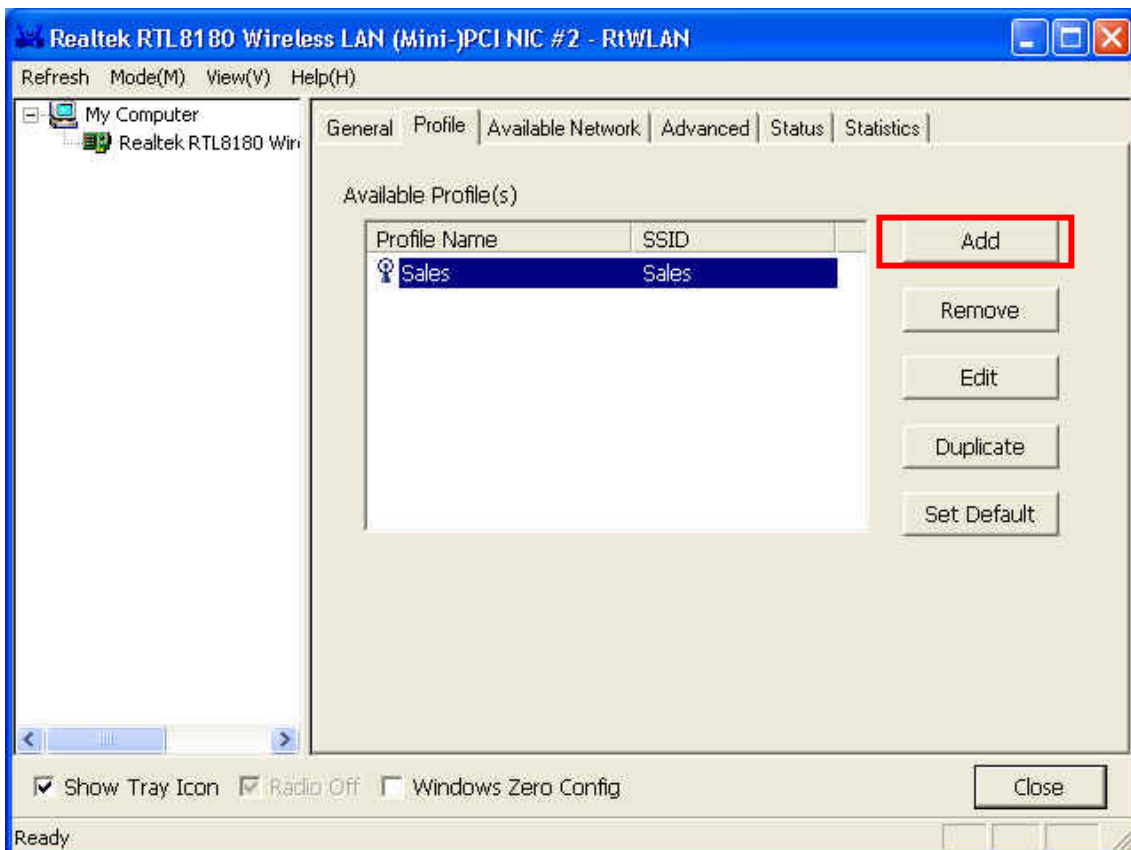 Realtek RTL8180 Wireless LAN (Mini-)PCI NIC #2 - RtWLAN
Refresh Mode(M) View(V) Help(H)
My Computer
Realtek RTL8180 Wir
General Profile Available Network Advanced Status Statistics
Available Profile(s)
Profile Name SSID
Sales Sales
Add
Remove
Edit
Duplicate
Set Default
Show Tray Icon Radio Off Windows Zero Config
Close
Ready